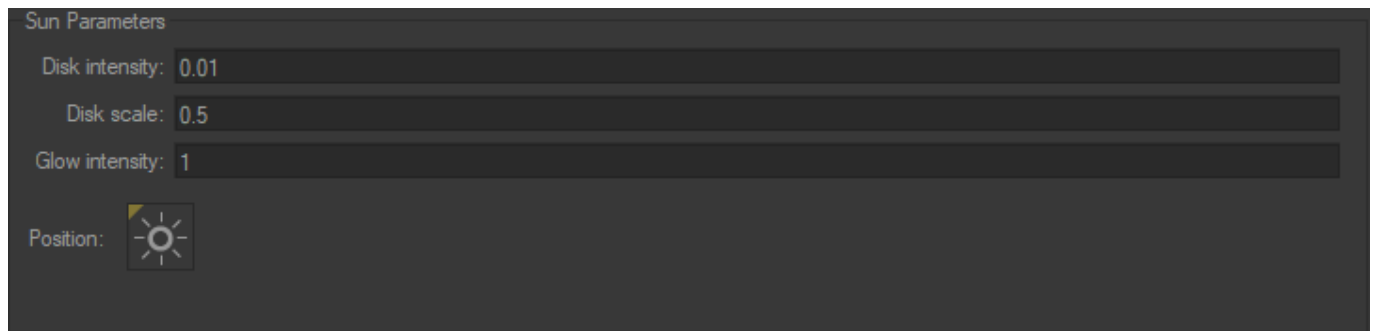 Sun Parameters
Disk intensity: 0.01
Disk scale: 0.5
Glow intensity: 1
Position: